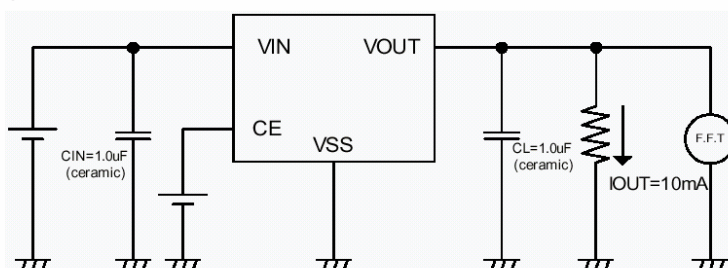 VIN
VOUT
CE
VSS
CIN=1.0uF
(ceramic)
CL=1.0uF
(ceramic)
IOUT=10mA
F.F.T